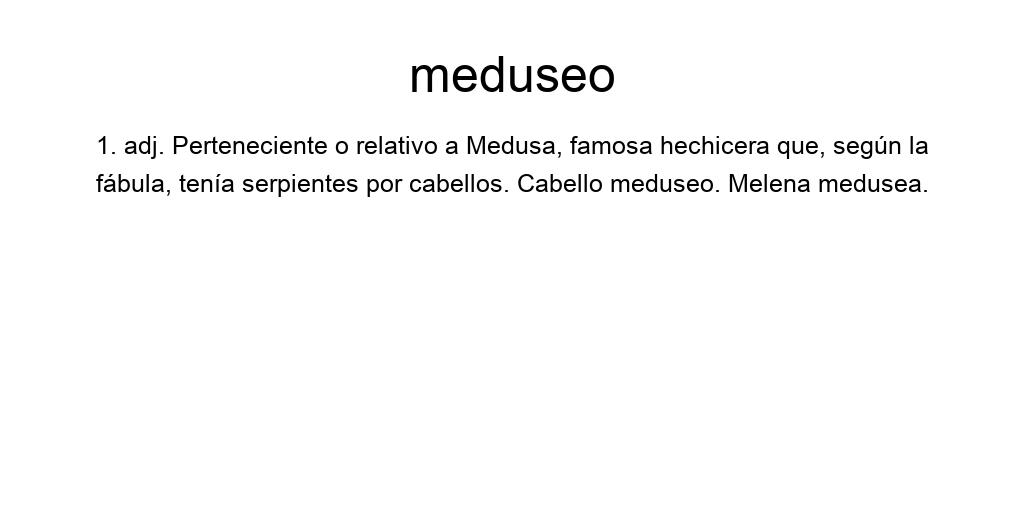 meduseo
1. adj. Perteneciente o relativo a Medusa, famosa hechicera que, según la
fábula, tenía serpientes por cabellos. Cabello meduseo. Melena medusea.